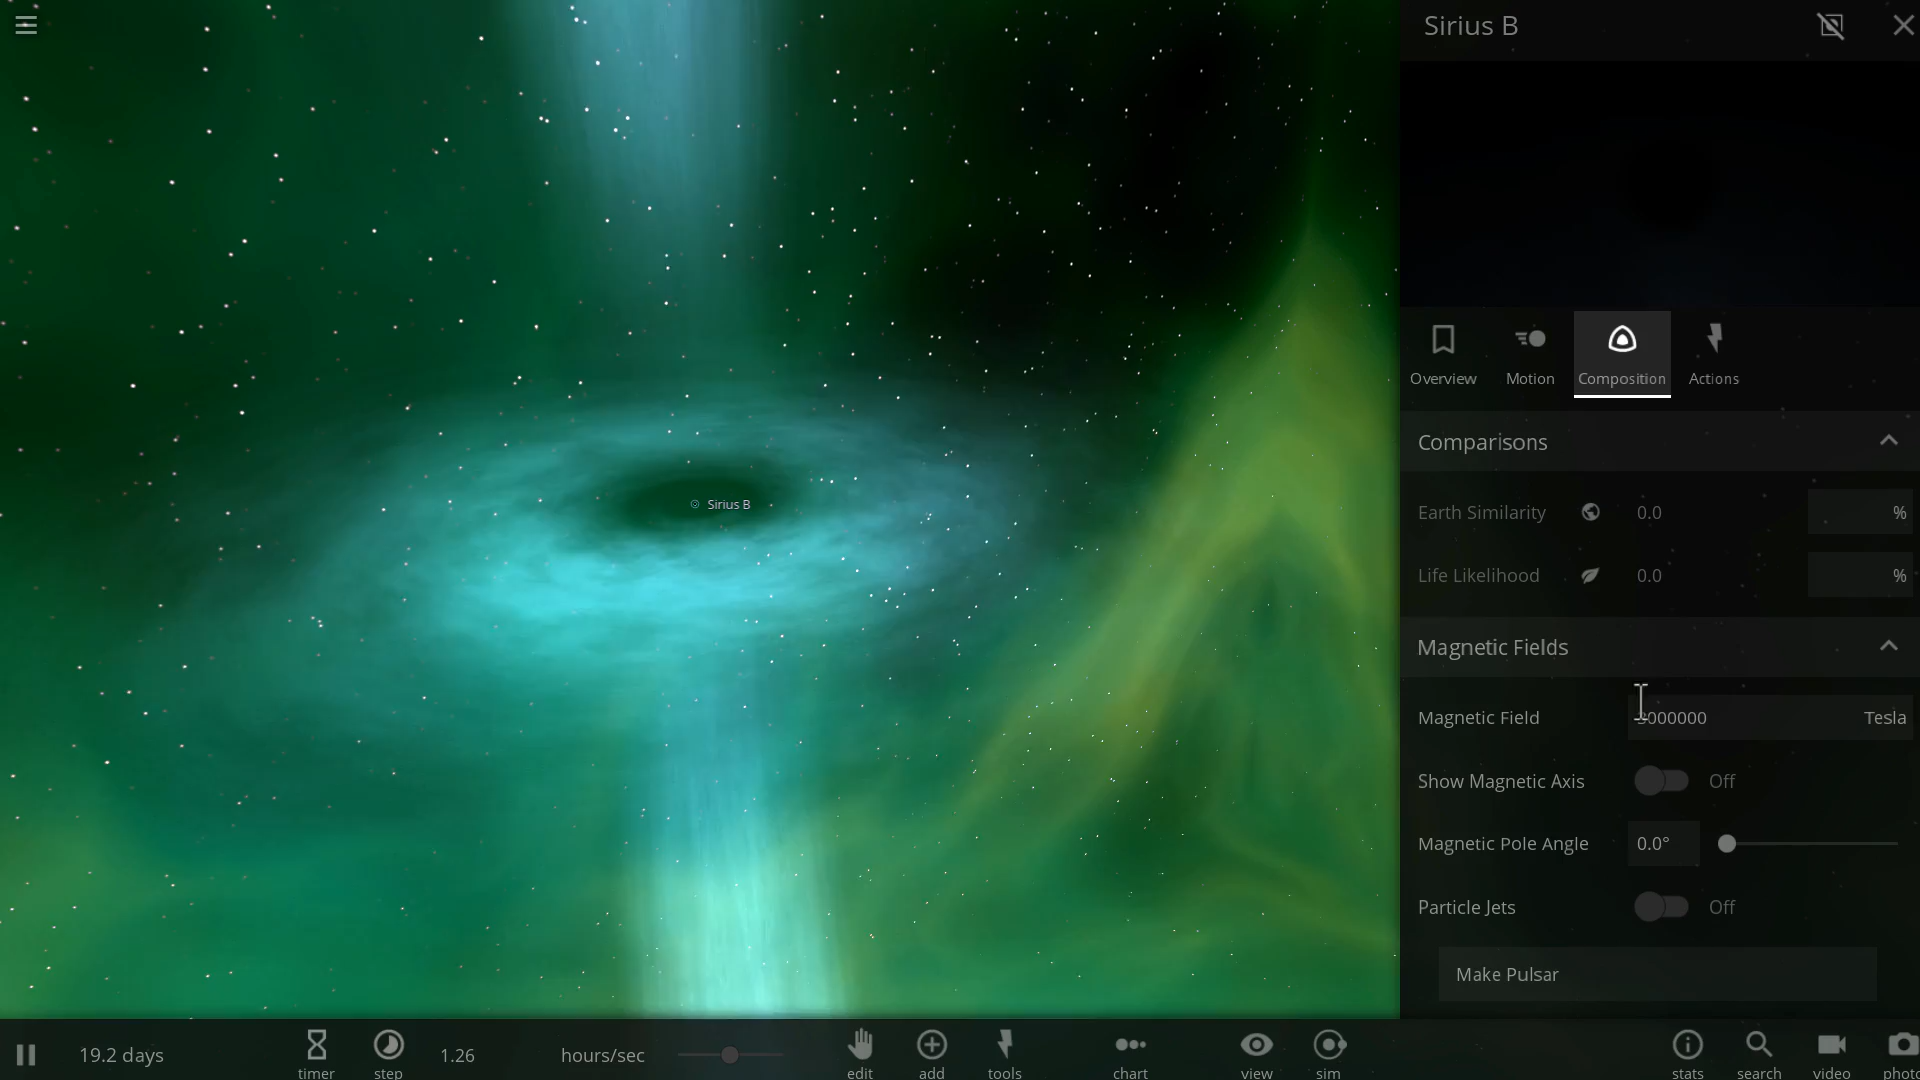 Sirius B
Sirius B
Overview
Motion
Composition
Actions
Comparisons
Earth Similarity 0.0 %
Life Likelihood 0.0 %
Magnetic Fields
Magnetic Field Tesla
Show Magnetic Axis Off
Magnetic Pole Angle 0.0°
Particle Jets Off
Make Pulsar
19.2 days
timer
step
1.26
hours/sec
edit
add
tools
chart
view
sim
stats
search
video
photo